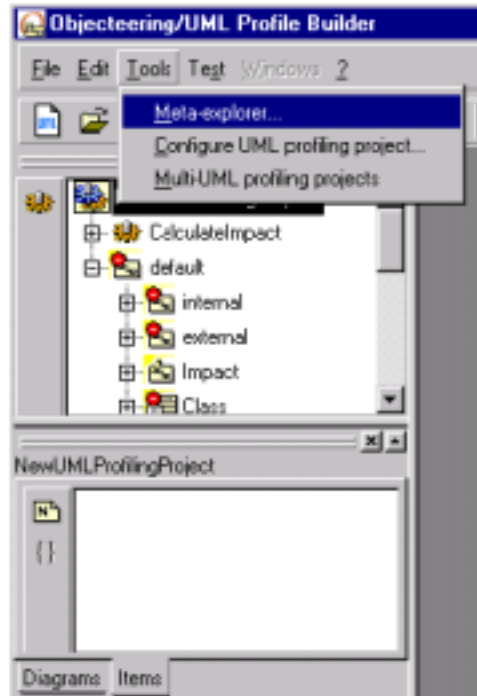 Objecteering/UML Profile Builder
File Edit Tools Test Windows ?
Meta-explorer...
Configure UML profiling project...
Multi-UML profiling projects
CalculateImpact
default
internal
external
Impact
Class
NewUMLProfilingProject
N
{}
Diagrams Items